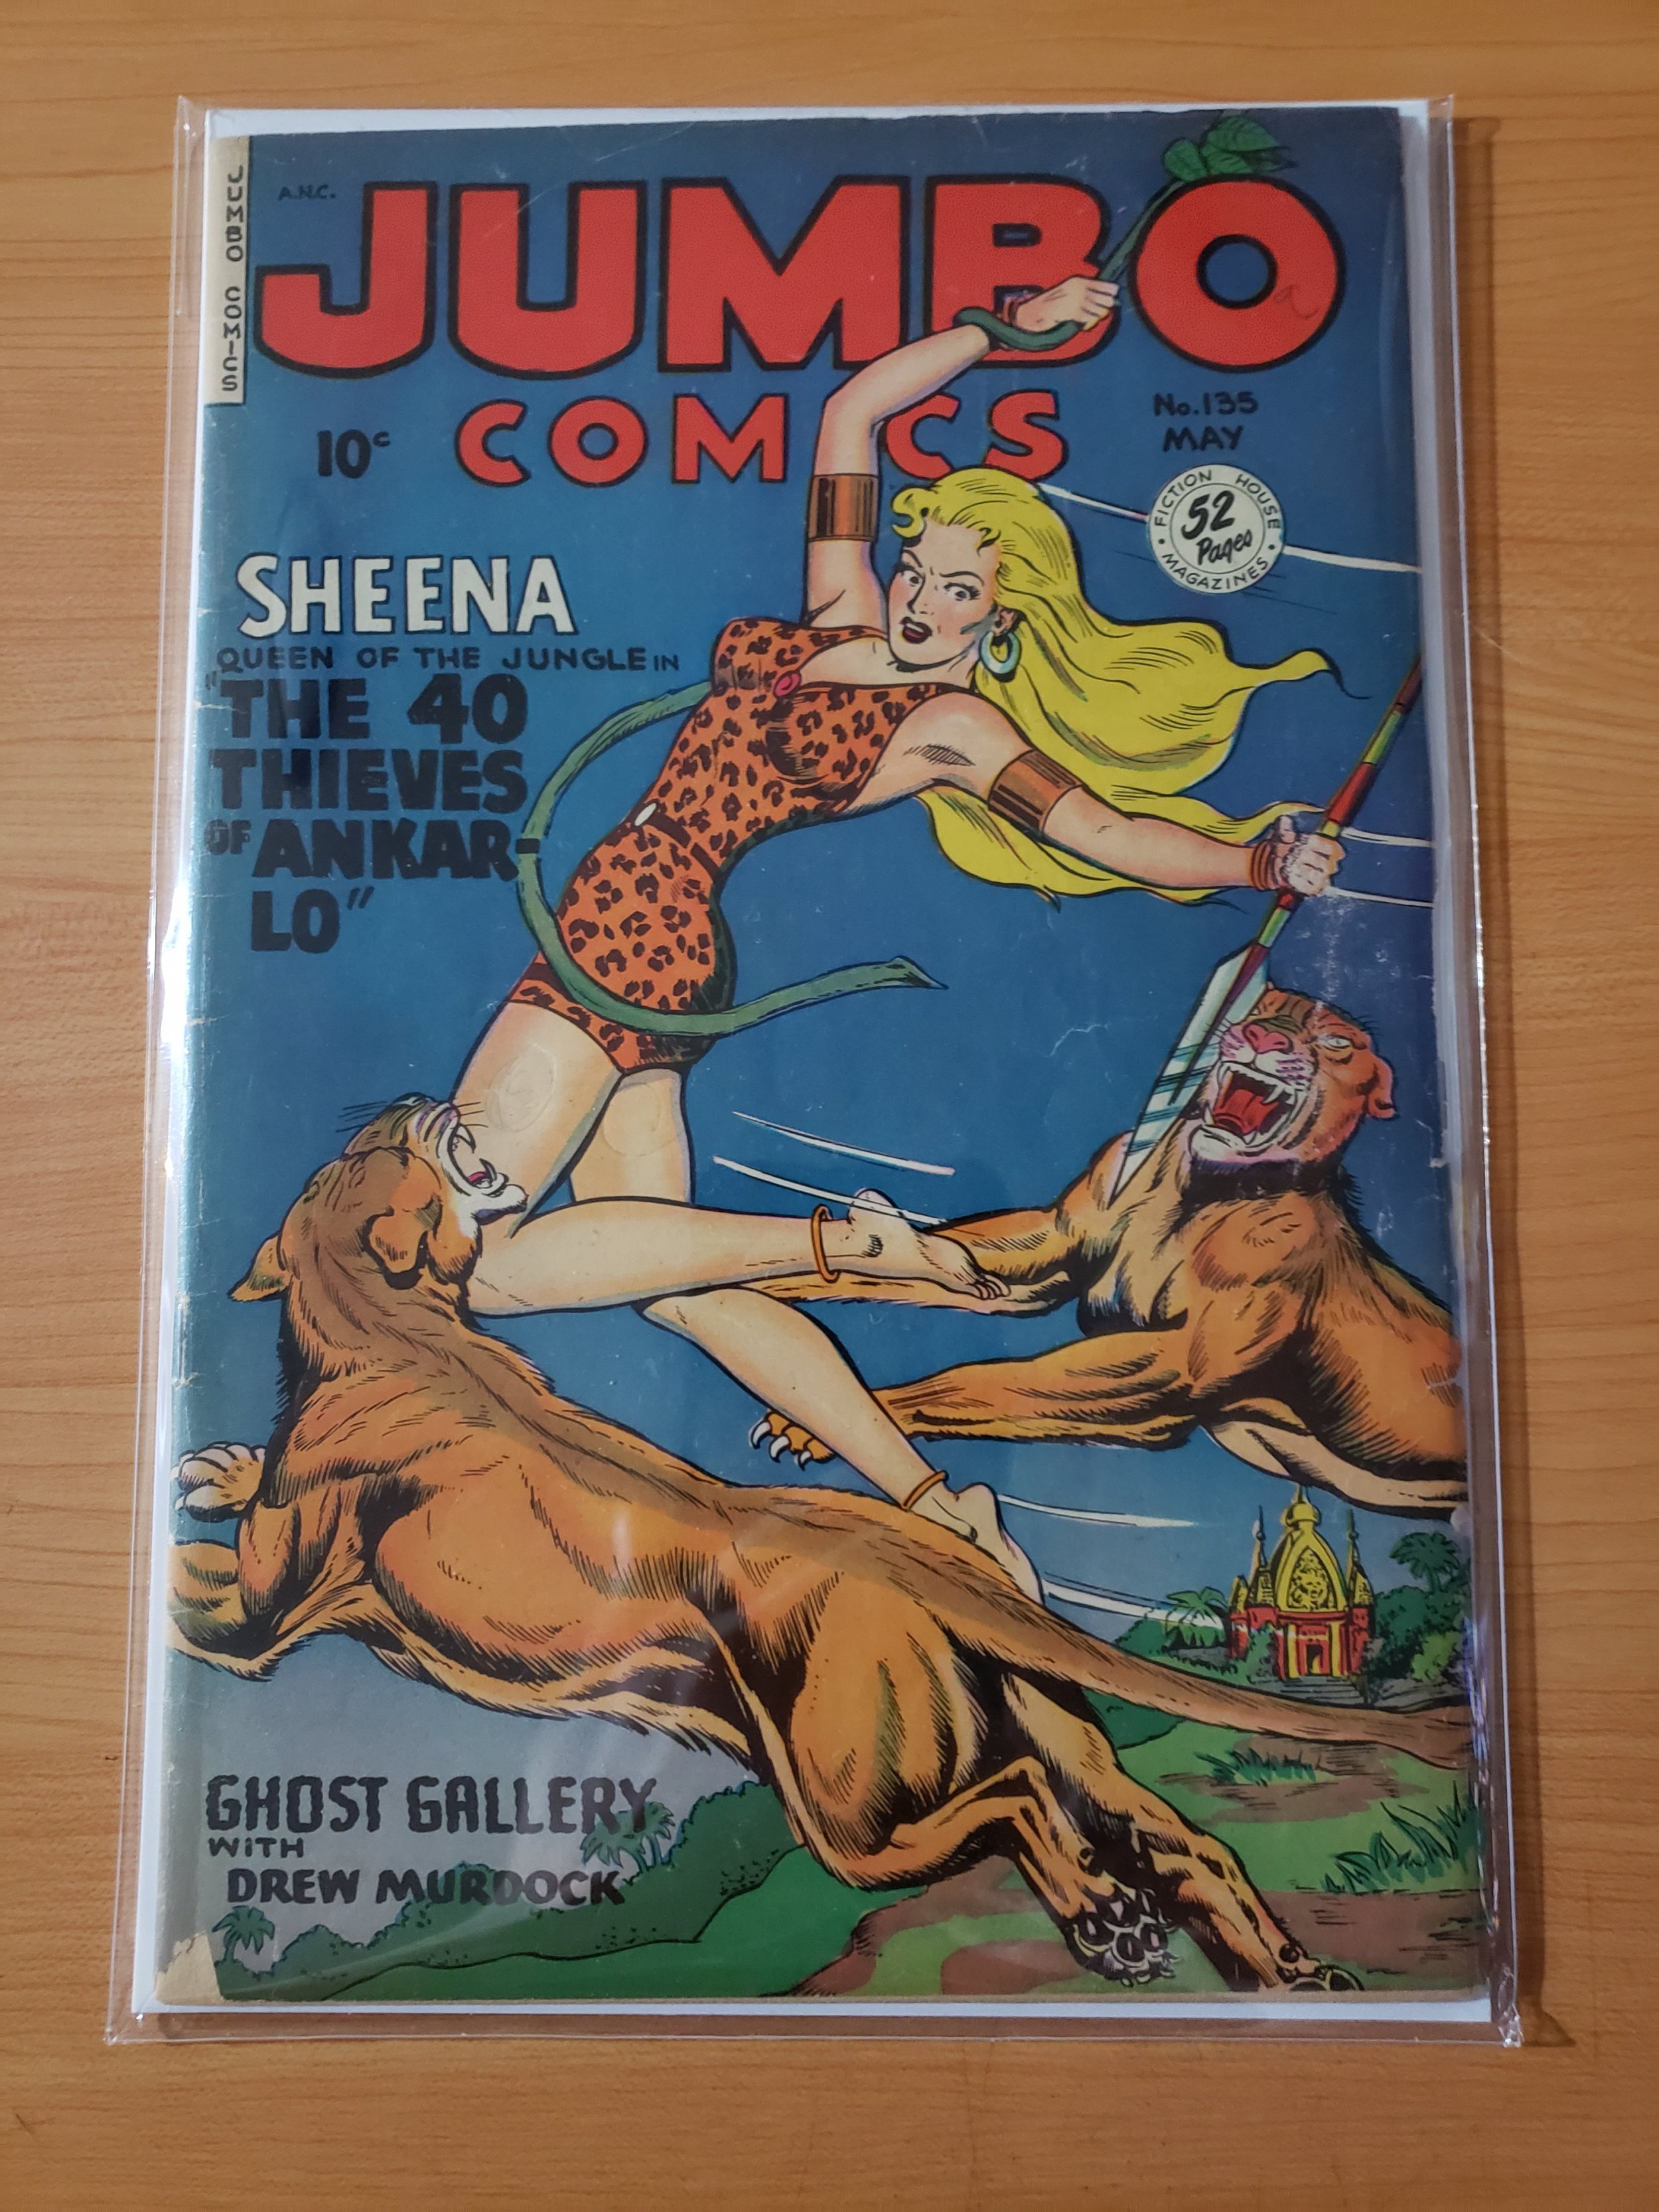 JUMBO COMICS
A.N.C.
JUMBO
COMICS
10¢
No.135
MAY
FICTION HOUSE
52
Pages
MAGAZINES
SHEENA
QUEEN OF THE JUNGLE IN
"THE 40
THIEVES
OF ANKAR-
LO"
GHOST GALLERY
WITH
DREW MURDOCK